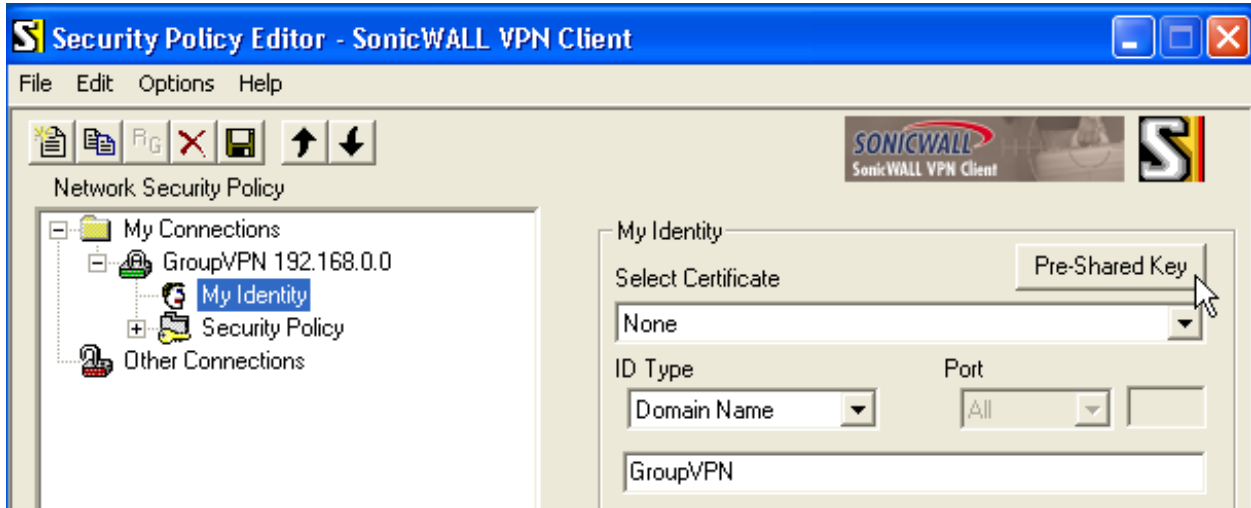 Security Policy Editor - SonicWALL VPN Client
File Edit Options Help
RG
SONICWALL
SonicWALL VPN Client
S
Network Security Policy
My Connections
GroupVPN 192.168.0.0
My Identity
Security Policy
Other Connections
My Identity
Pre-Shared Key
Select Certificate
None
ID Type Port
Domain Name All
GroupVPN